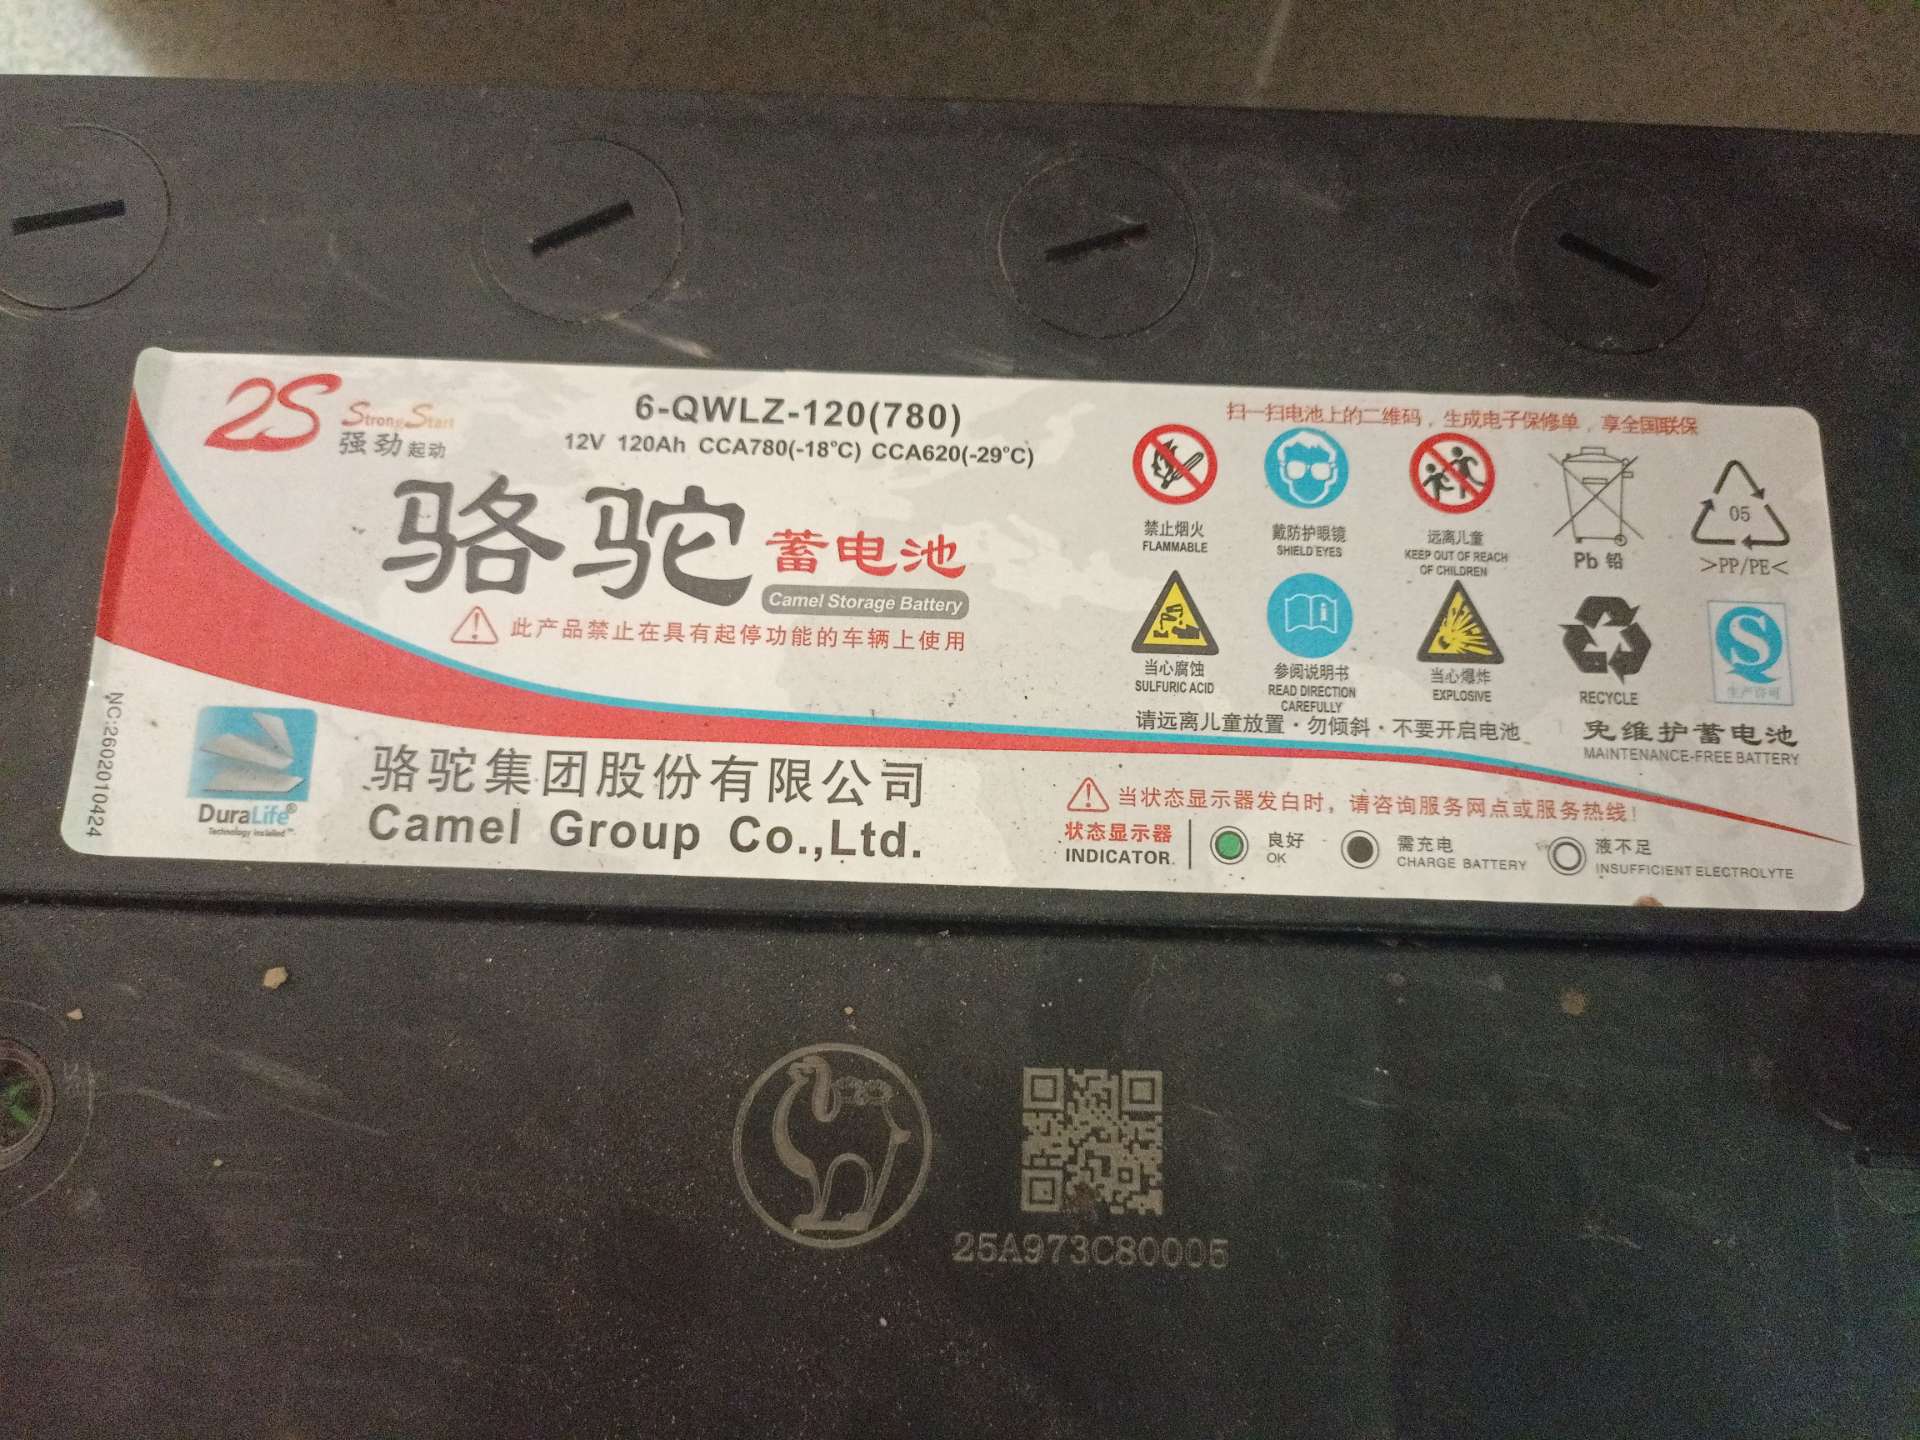 2S
Strong Start
强劲起动
6-QWLZ-120(780)
12V 120Ah CCA780(-18°C) CCA620(-29°C)
骆驼 蓄电池
Camel Storage Battery
此产品禁止在具有起停功能的车辆上使用
NC:2602010424
DuraLife®
Technology Installed™
骆驼集团股份有限公司
Camel Group Co.,Ltd.
扫一扫电池上的二维码，生成电子保修单，享全国联保
禁止烟火
FLAMMABLE
戴防护眼镜
SHIELD EYES
远离儿童
KEEP OUT OF REACH
OF CHILDREN
Pb 铅
05
>PP/PE<
当心腐蚀
SULFURIC ACID
参阅说明书
READ DIRECTION
CAREFULLY
当心爆炸
EXPLOSIVE
RECYCLE
生产许可
请远离儿童放置·勿倾斜·不要开启电池
免维护蓄电池
MAINTENANCE-FREE BATTERY
当状态显示器发白时，请咨询服务网点或服务热线！
状态显示器
INDICATOR
良好
OK
需充电
CHARGE BATTERY
液不足
INSUFFICIENT ELECTROLYTE
25A973C80005